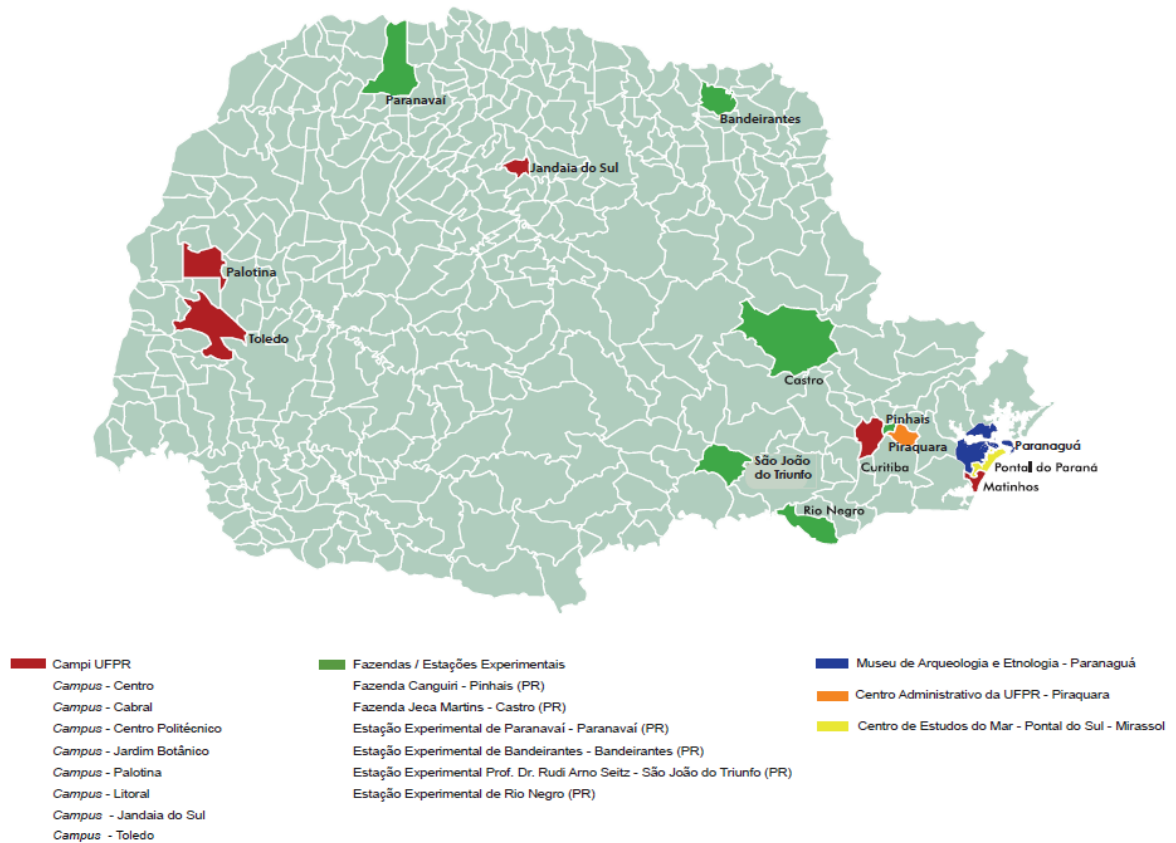 Paranavaí
Bandeirantes
Jandaia do Sul
Palotina
Toledo
Castro
Pinhais
Piraquara
Curitiba
Paranaguá
Pontal do Paraná
Matinhos
São João
do Triunfo
Rio Negro
Campi UFPR
Campus - Centro
Campus - Cabral
Campus - Centro Politécnico
Campus - Jardim Botânico
Campus - Palotina
Campus - Litoral
Campus - Jandaia do Sul
Campus - Toledo
Fazendas / Estações Experimentais
Fazenda Canguiri - Pinhais (PR)
Fazenda Jeca Martins - Castro (PR)
Estação Experimental de Paranavaí - Paranavaí (PR)
Estação Experimental de Bandeirantes - Bandeirantes (PR)
Estação Experimental Prof. Dr. Rudi Arno Seitz - São João do Triunfo (PR)
Estação Experimental de Rio Negro (PR)
Museu de Arqueologia e Etnologia - Paranaguá
Centro Administrativo da UFPR - Piraquara
Centro de Estudos do Mar - Pontal do Sul - Mirassol